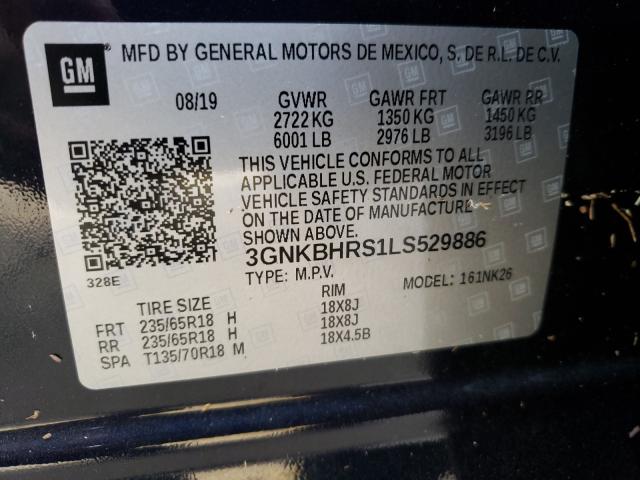 GM
MFD BY GENERAL MOTORS DE MEXICO, S. DE R.L. DE C.V.
08/19 GVWR GAWR FRT GAWR RR
2722 KG 1350 KG 1450 KG
6001 LB 2976 LB 3196 LB
THIS VEHICLE CONFORMS TO ALL
APPLICABLE U.S. FEDERAL MOTOR
VEHICLE SAFETY STANDARDS IN EFFECT
ON THE DATE OF MANUFACTURE
SHOWN ABOVE.
3GNKBHRS1LS529886
328E TYPE: M.P.V. MODEL: 161NK26
TIRE SIZE RIM
FRT 235/65R18 H 18X8J
RR 235/65R18 H 18X8J
SPA T135/70R18 M 18X4.5B